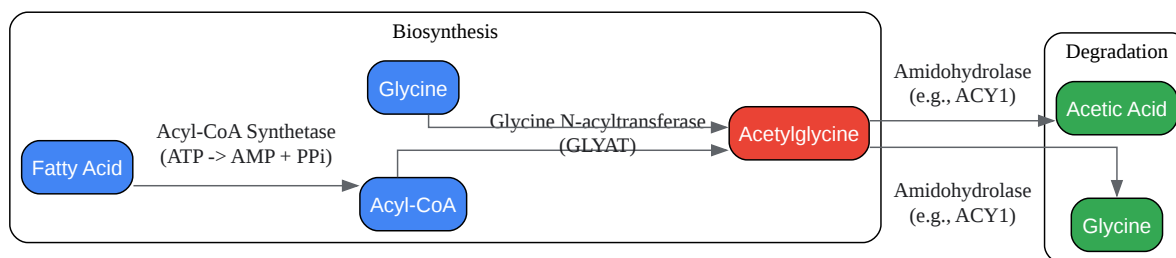 Biosynthesis
Degradation
Glycine
Amidohydrolase
(e.g., ACY1)
Acetic Acid
Acyl-CoA Synthetase
(ATP -> AMP + PPi)
Glycine N-acyltransferase
(GLYAT)
Acetylglycine
Fatty Acid
Acyl-CoA
Amidohydrolase
(e.g., ACY1)
Glycine